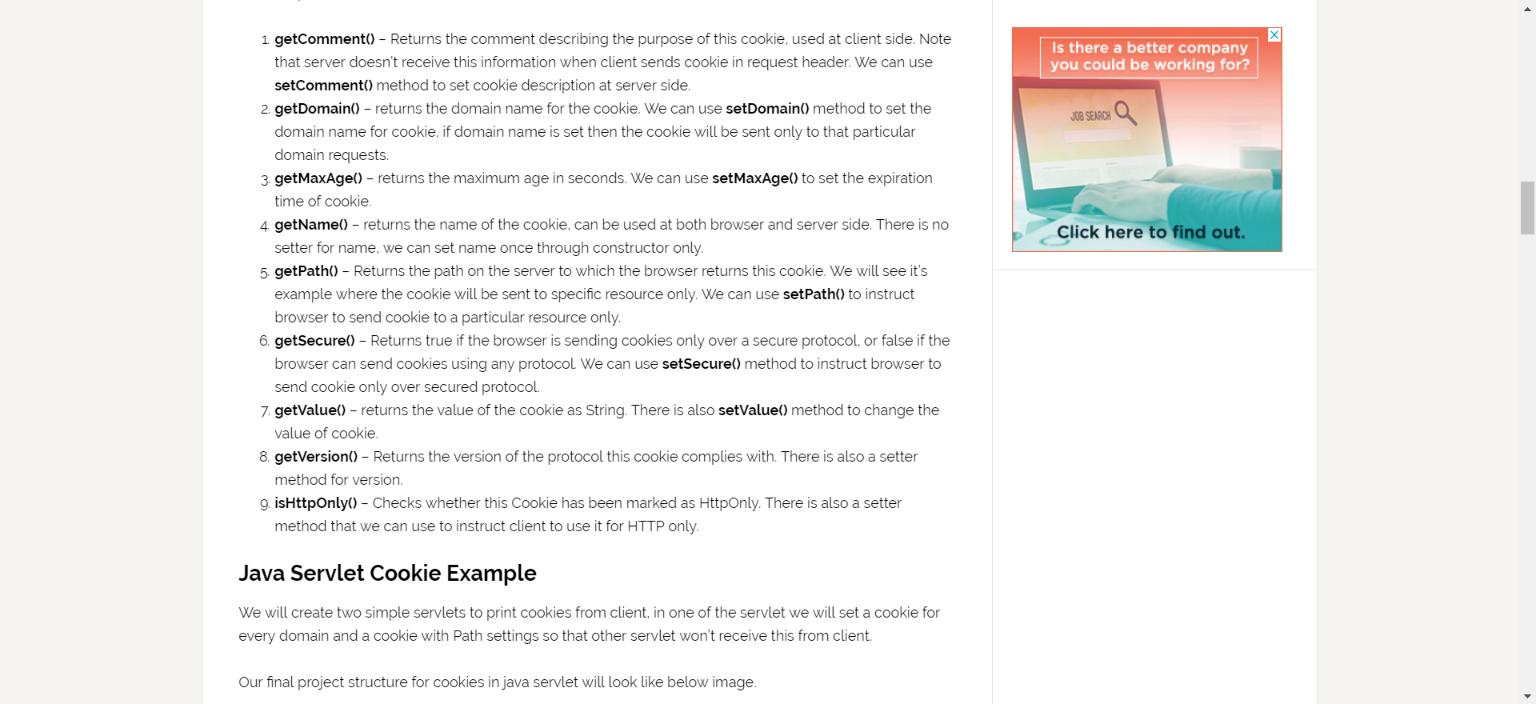 1. getComment() – Returns the comment describing the purpose of this cookie, used at client side. Note
that server doesn't receive this information when client sends cookie in request header. We can use
setComment() method to set cookie description at server side.
2. getDomain() – returns the domain name for the cookie. We can use setDomain() method to set the
domain name for cookie, if domain name is set then the cookie will be sent only to that particular
domain requests.
3. getMaxAge() – returns the maximum age in seconds. We can use setMaxAge() to set the expiration
time of cookie.
4. getName() – returns the name of the cookie, can be used at both browser and server side. There is no
setter for name, we can set name once through constructor only.
5. getPath() – Returns the path on the server to which the browser returns this cookie. We will see it's
example where the cookie will be sent to specific resource only. We can use setPath() to instruct
browser to send cookie to a particular resource only.
6. getSecure() – Returns true if the browser is sending cookies only over a secure protocol, or false if the
browser can send cookies using any protocol. We can use setSecure() method to instruct browser to
send cookie only over secured protocol.
7. getValue() – returns the value of the cookie as String. There is also setValue() method to change the
value of cookie.
8. getVersion() – Returns the version of the protocol this cookie complies with. There is also a setter
method for version.
9. isHttpOnly() – Checks whether this Cookie has been marked as HttpOnly. There is also a setter
method that we can use to instruct client to use it for HTTP only.
Java Servlet Cookie Example
We will create two simple servlets to print cookies from client, in one of the servlet we will set a cookie for
every domain and a cookie with Path settings so that other servlet won't receive this from client.
Our final project structure for cookies in java servlet will look like below image.
Is there a better company
you could be working for?
JOB SEARCH
Click here to find out.